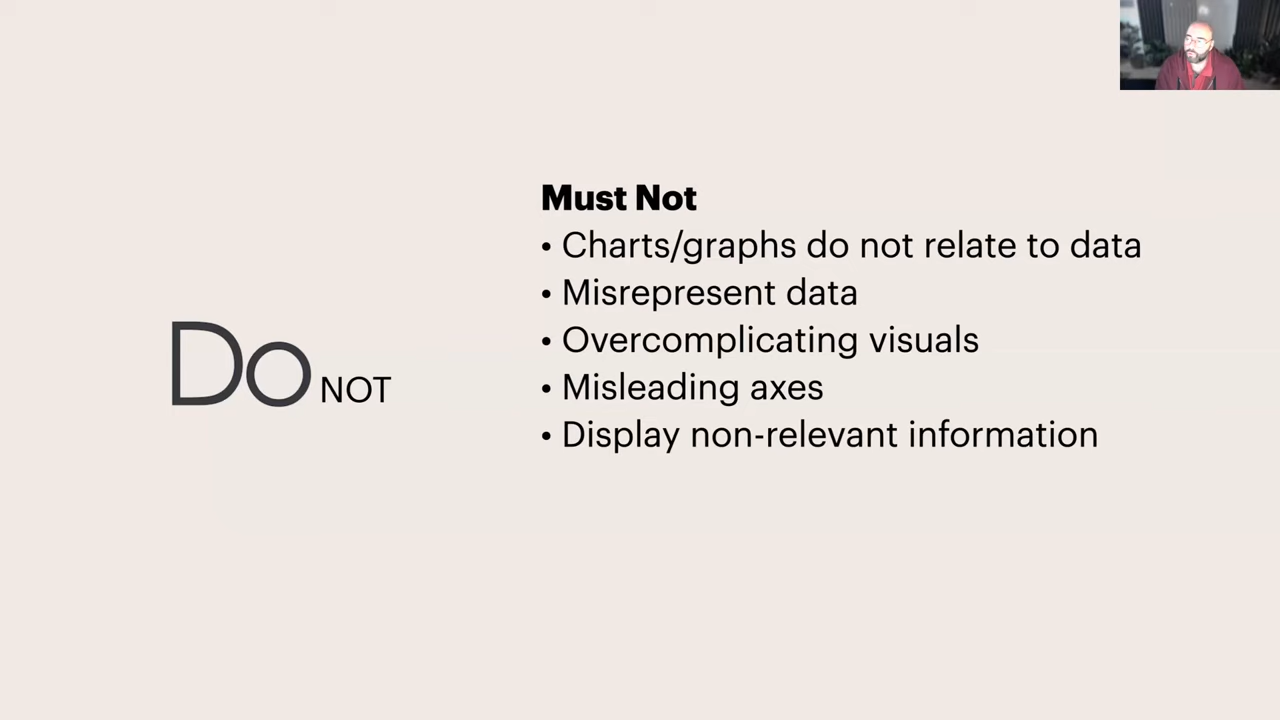 Do NOT
Must Not
• Charts/graphs do not relate to data
• Misrepresent data
• Overcomplicating visuals
• Misleading axes
• Display non-relevant information